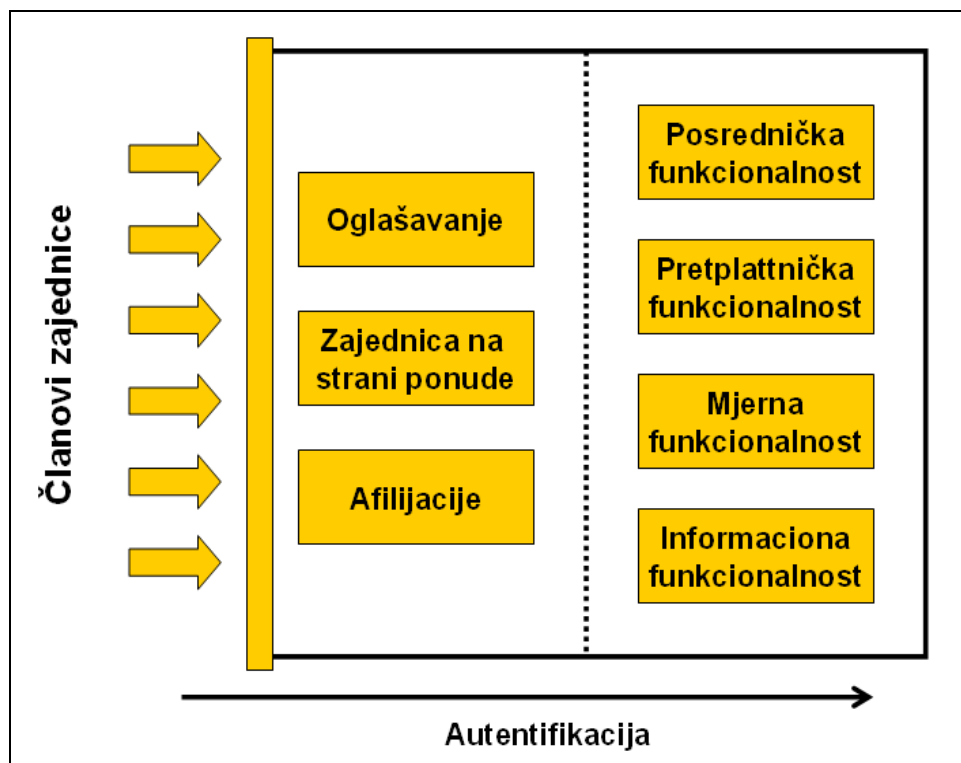 Članovi zajednice
Oglašavanje
Zajednica na
strani ponude
Afilijacije
Posrednička
funkcionalnost
Pretplattnička
funkcionalnost
Mjerna
funkcionalnost
Informaciona
funkcionalnost
Autentifikacija